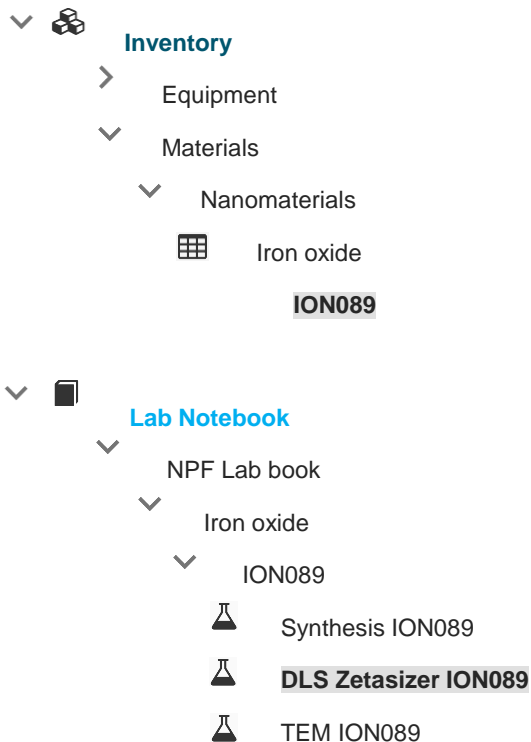 Inventory
Equipment
Materials
Nanomaterials
Iron oxide
ION089
Lab Notebook
NPF Lab book
Iron oxide
ION089
Synthesis ION089
DLS Zetasizer ION089
TEM ION089